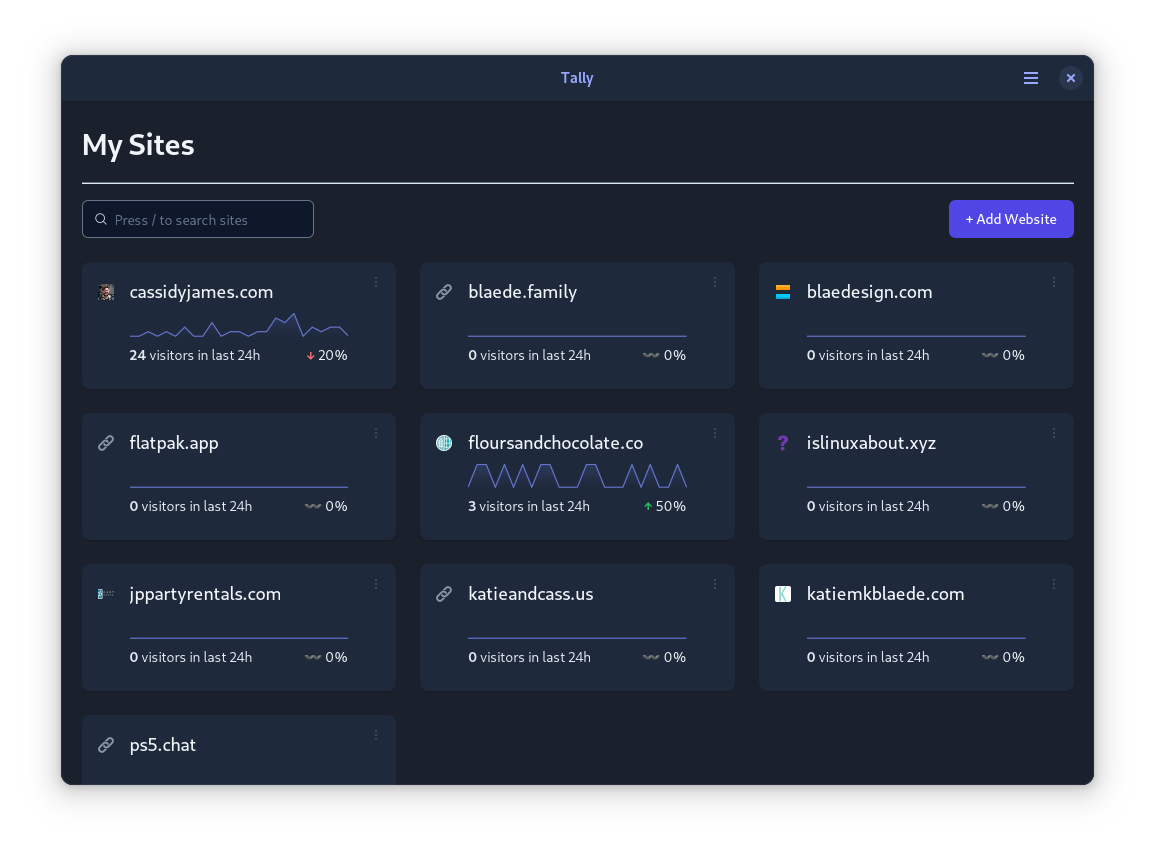 Tally
My Sites
Press / to search sites
+ Add Website
cassidyjames.com
24 visitors in last 24h ↓ 20%
blaede.family
0 visitors in last 24h 〰 0%
blaedesign.com
0 visitors in last 24h 〰 0%
flatpak.app
0 visitors in last 24h 〰 0%
floursandchocolate.co
3 visitors in last 24h ↑ 50%
? islinuxabout.xyz
0 visitors in last 24h 〰 0%
jppartyrentals.com
0 visitors in last 24h 〰 0%
katieandcass.us
0 visitors in last 24h 〰 0%
K katiemkblaede.com
0 visitors in last 24h 〰 0%
ps5.chat